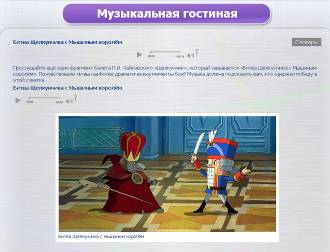 Музыкальная гостиная
Битва Щелкунчика с Мышиным королём
Словарь
Прослушайте ещё один фрагмент балета П.И. Чайковского «Щелкунчик», который называется «Битва Щелкунчика с Мышиным
королём». Почувствовали ли вы наиболее драматические моменты боя? Музыка должна подсказать вам, кто одержал победу в
этой схватке.
Битва Щелкунчика с Мышиным королём
Битва Щелкунчика с мышиным королём